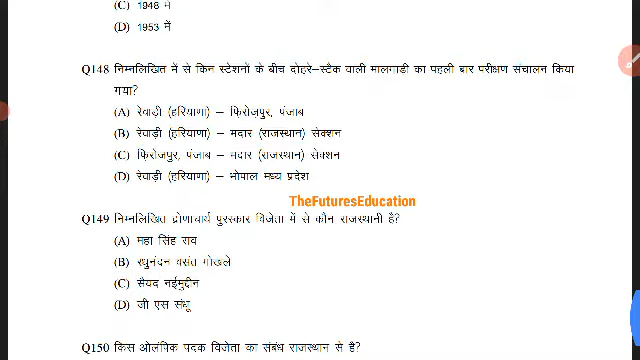 (C) 1948 में
(D) 1953 में
Q148 निम्नलिखित में से किन स्टेशनों के बीच दोहरे-स्टैक वाली मालगाडी का पहली बार परीक्षण संचालन किया
गया?
(A) रेवाड़ी (हरियाणा) – फ़िरोज़पुर, पंजाब
(B) रेवाड़ी (हरियाणा) – मदार (राजस्थान) सेक्शन
(C) फ़िरोजपुर, पंजाब – मदार (राजस्थान) सेक्शन
(D) रेवाड़ी (हरियाणा) – भोपाल मध्य प्रदेश
TheFuturesEducation
Q149 निम्नलिखित द्रोणाचार्य पुरस्कार विजेता में से कौन राजस्थानी है?
(A) महा सिंह राव
(B) रघुनंदन वसंत गोखले
(C) सैयद नईमुद्दीन
(D) जी एस संधू
Q150 किस ओलंपिक पदक विजेता का संबंध राजस्थान से है?